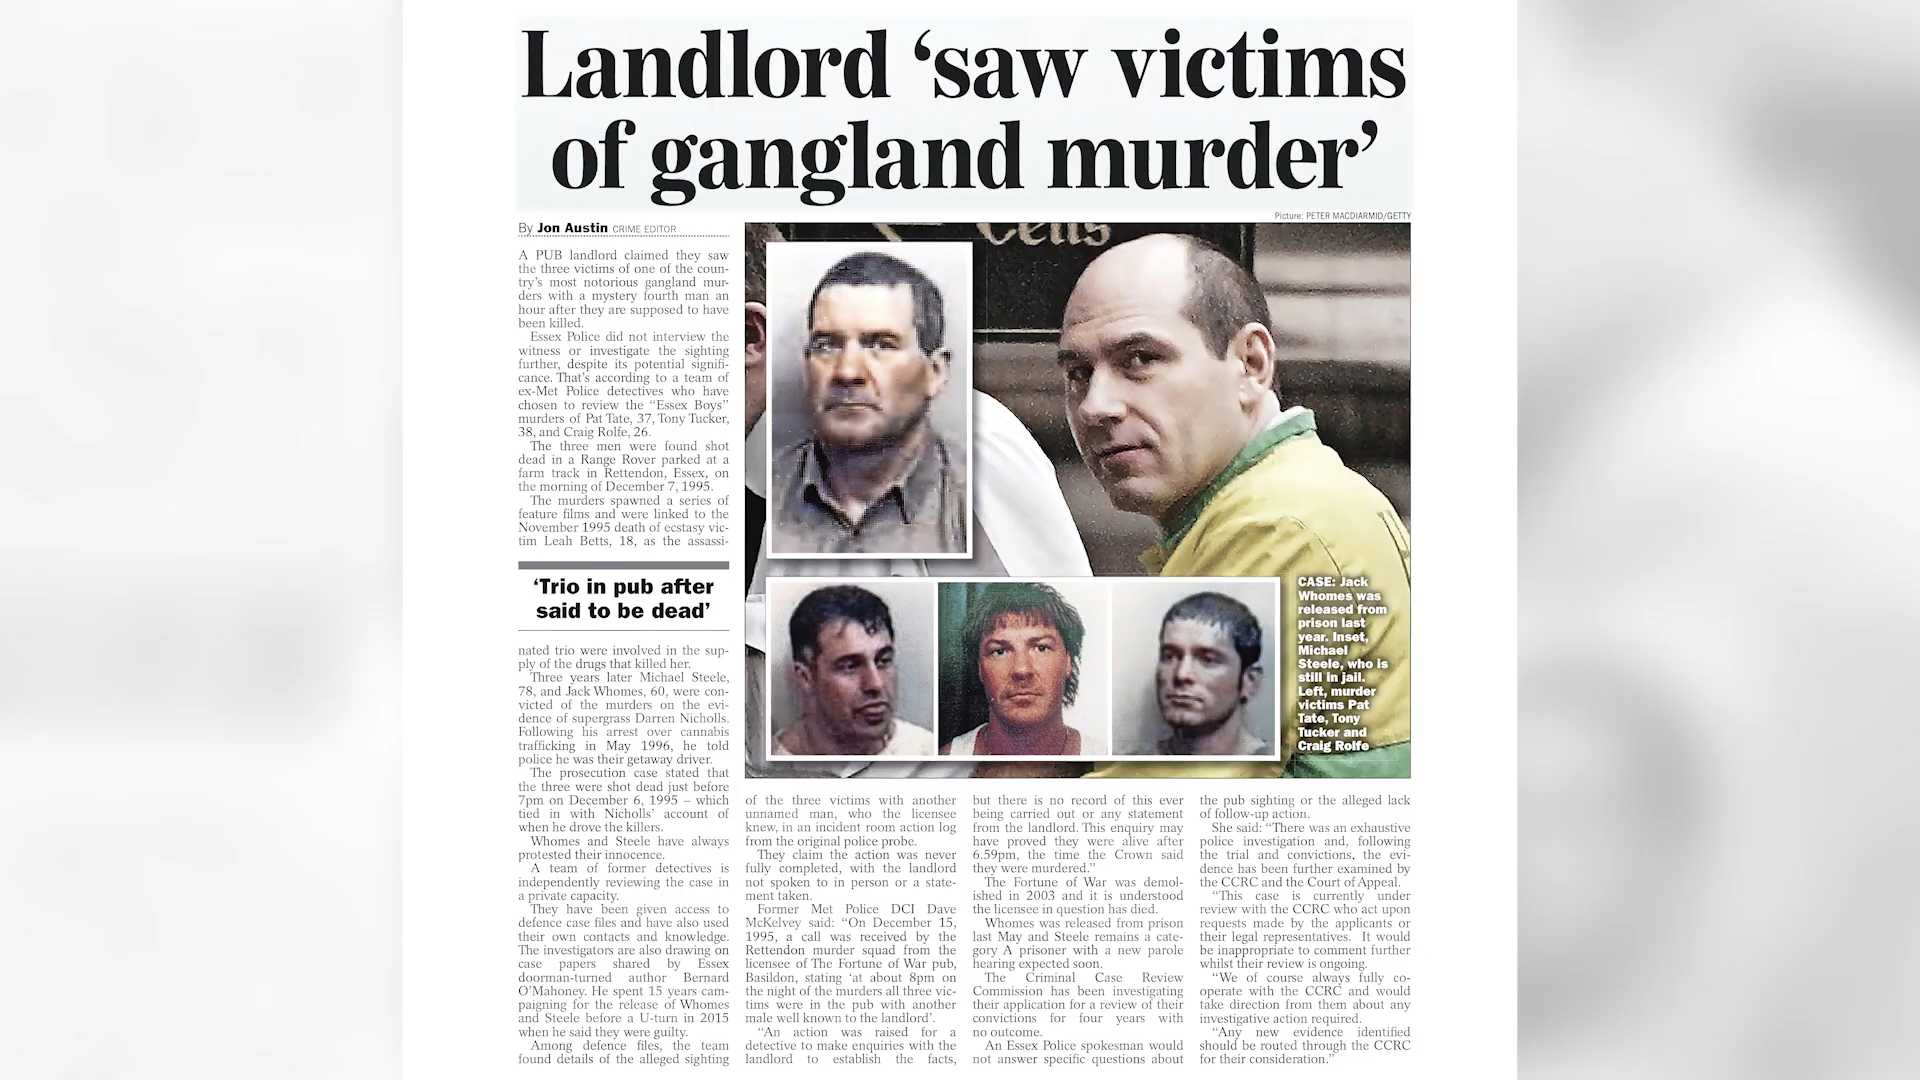 Landlord ‘saw victims
of gangland murder’
Picture: PETER MACDIARMID/GETTY
By Jon Austin CRIME EDITOR
A PUB landlord claimed they saw
the three victims of one of the coun-
try's most notorious gangland mur-
ders with a mystery fourth man an
hour after they are supposed to have
been killed.
Essex Police did not interview the
witness or investigate the sighting
further, despite its potential signifi-
cance. That's according to a team of
ex-Met Police detectives who have
chosen to review the “Essex Boys”
murders of Pat Tate, 37, Tony Tucker,
38, and Craig Rolfe, 26.
The three men were found shot
dead in a Range Rover parked at a
farm track in Rettendon, Essex, on
the morning of December 7, 1995.
The murders spawned a series of
feature films and were linked to the
November 1995 death of ecstasy vic-
tim Leah Betts, 18, as the assassi-
‘Trio in pub after
said to be dead’
nated trio were involved in the sup-
ply of the drugs that killed her.
Three years later Michael Steele,
78, and Jack Whomes, 60, were con-
victed of the murders on the evi-
dence of supergrass Darren Nicholls.
Following his arrest over cannabis
trafficking in May 1996, he told
police he was their getaway driver.
The prosecution case stated that
the three were shot dead just before
7pm on December 6, 1995 – which
tied in with Nicholls’ account of
when he drove the killers.
Whomes and Steele have always
protested their innocence.
A team of former detectives is
independently reviewing the case in
a private capacity.
They have been given access to
defence case files and have also used
their own contacts and knowledge.
The investigators are also drawing on
case papers shared by Essex
doorman-turned author Bernard
O’Mahoney. He spent 15 years cam-
paigning for the release of Whomes
and Steele before a U-turn in 2015
when he said they were guilty.
Among defence files, the team
found details of the alleged sighting
Cells
CASE: Jack
Whomes was
released from
prison last
year. Inset,
Michael
Steele, who is
still in jail.
Left, murder
victims Pat
Tate, Tony
Tucker and
Craig Rolfe
of the three victims with another
unnamed man, who the licensee
knew, in an incident room action log
from the original police probe.
They claim the action was never
fully completed, with the landlord
not spoken to in person or a state-
ment taken.
Former Met Police DCI Dave
McKelvey said: “On December 15,
1995, a call was received by the
Rettendon murder squad from the
licensee of The Fortune of War pub,
Basildon, stating ‘at about 8pm on
the night of the murders all three vic-
tims were in the pub with another
male well known to the landlord’.
“An action was raised for a
detective to make enquiries with the
landlord to establish the facts,
but there is no record of this ever
being carried out or any statement
from the landlord. This enquiry may
have proved they were alive after
6.59pm, the time the Crown said
they were murdered.”
The Fortune of War was demol-
ished in 2003 and it is understood
the licensee in question has died.
Whomes was released from prison
last May and Steele remains a cate-
gory A prisoner with a new parole
hearing expected soon.
The Criminal Case Review
Commission has been investigating
their application for a review of their
convictions for four years with
no outcome.
An Essex Police spokesman would
not answer specific questions about
the pub sighting or the alleged lack
of follow-up action.
She said: “There was an exhaustive
police investigation and, following
the trial and convictions, the evi-
dence has been further examined by
the CCRC and the Court of Appeal.
“This case is currently under
review with the CCRC who act upon
requests made by the applicants or
their legal representatives. It would
be inappropriate to comment further
whilst their review is ongoing.
“We of course always fully co-
operate with the CCRC and would
take direction from them about any
investigative action required.
“Any new evidence identified
should be routed through the CCRC
for their consideration.”